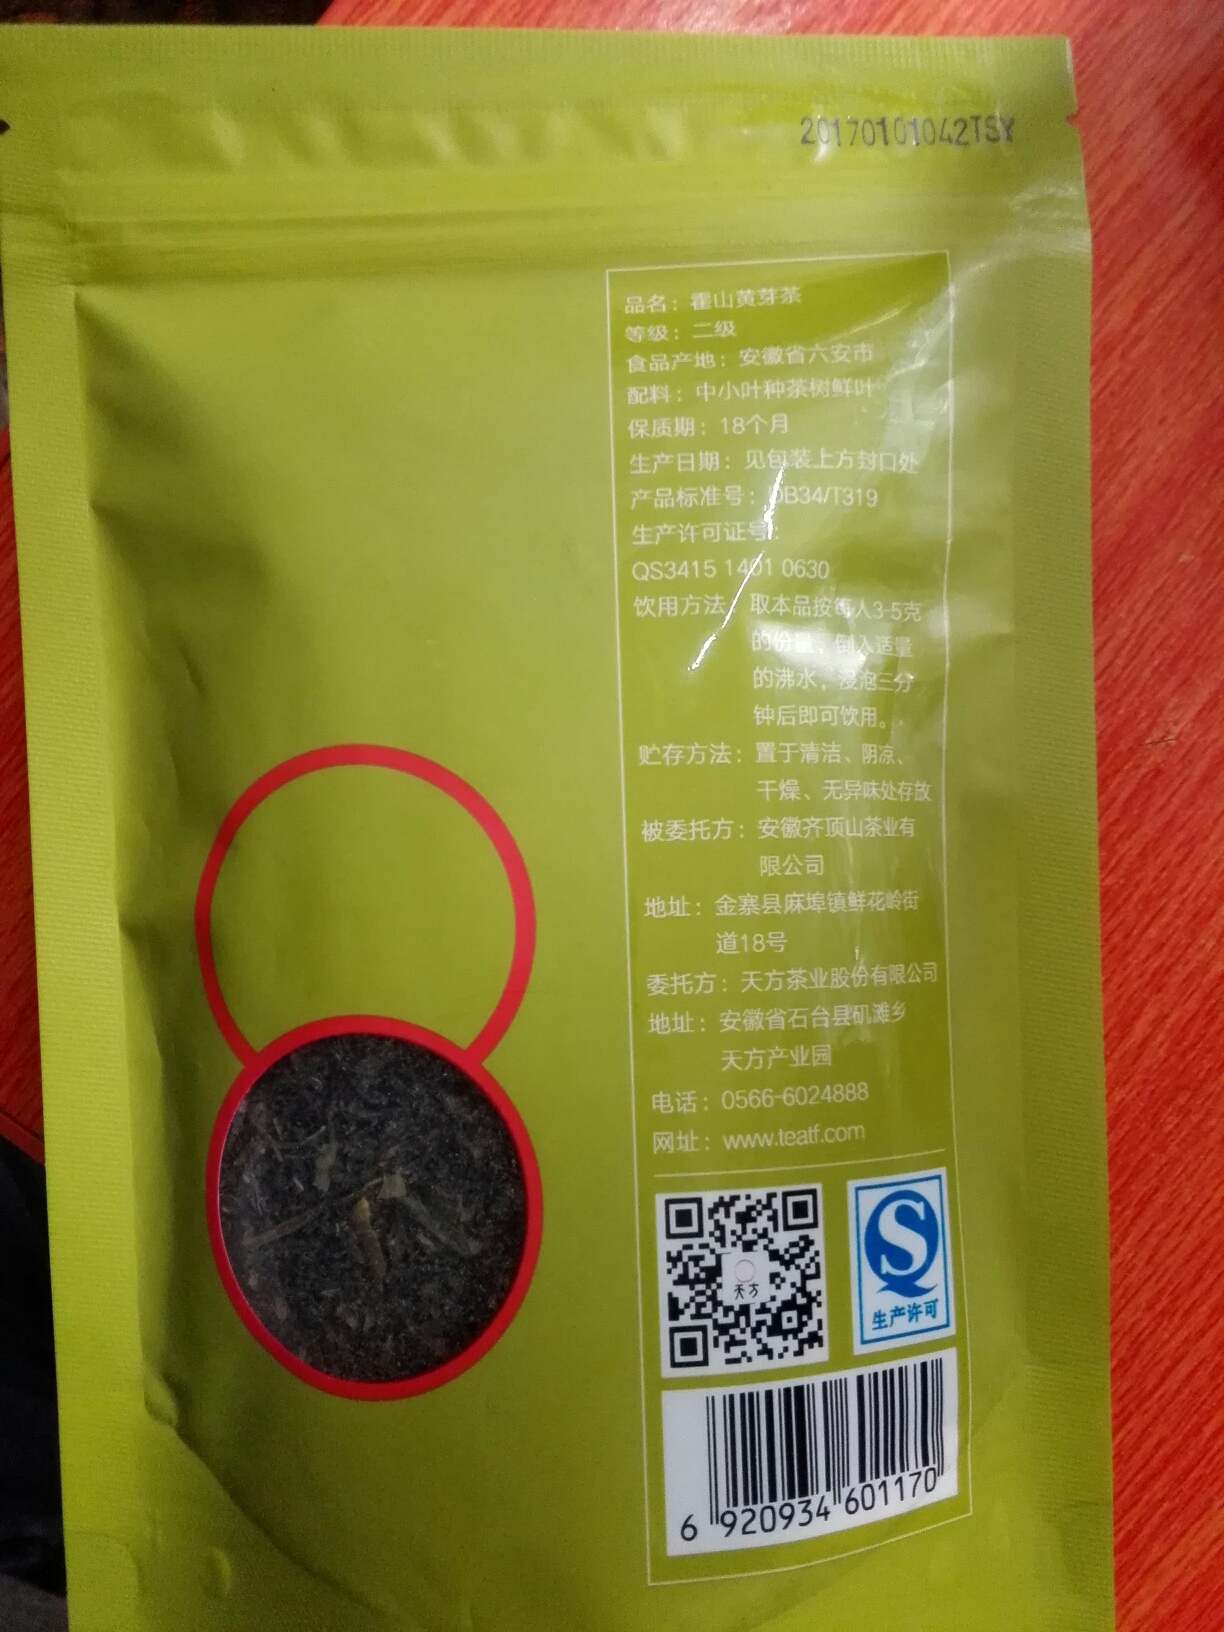 20170101042TSY
品名：霍山黄芽茶
等级：二级
食品产地：安徽省六安市
配料：中小叶种茶树鲜叶
保质期：18个月
生产日期：见包装上方封口处
产品标准号：DB34/T319
生产许可证号：
QS3415 1401 0630
饮用方法：取本品按每人3-5克
的份量，倒入适量
的沸水，浸泡三分
钟后即可饮用。
贮存方法：置于清洁、阴凉、
干燥、无异味处存放
被委托方：安徽齐顶山茶业有
限公司
地址：金寨县麻埠镇鲜花岭街
道18号
委托方：天方茶业股份有限公司
地址：安徽省石台县矶滩乡
天方产业园
电话：0566-6024888
网址：www.teatf.com
天方
生产许可
6 920934 601170